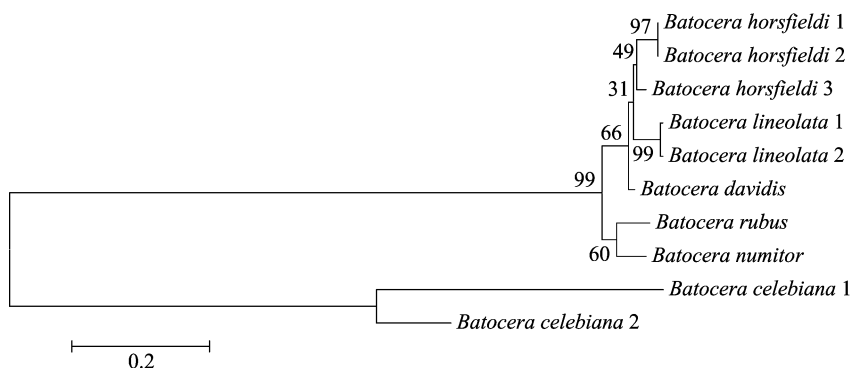 97 Batocera horsfieldi 1
Batocera horsfieldi 2
49
Batocera horsfieldi 3
31
Batocera lineolata 1
66
99 Batocera lineolata 2
99 Batocera davidis
Batocera rubus
60 Batocera numitor
Batocera celebiana 1
Batocera celebiana 2
0.2